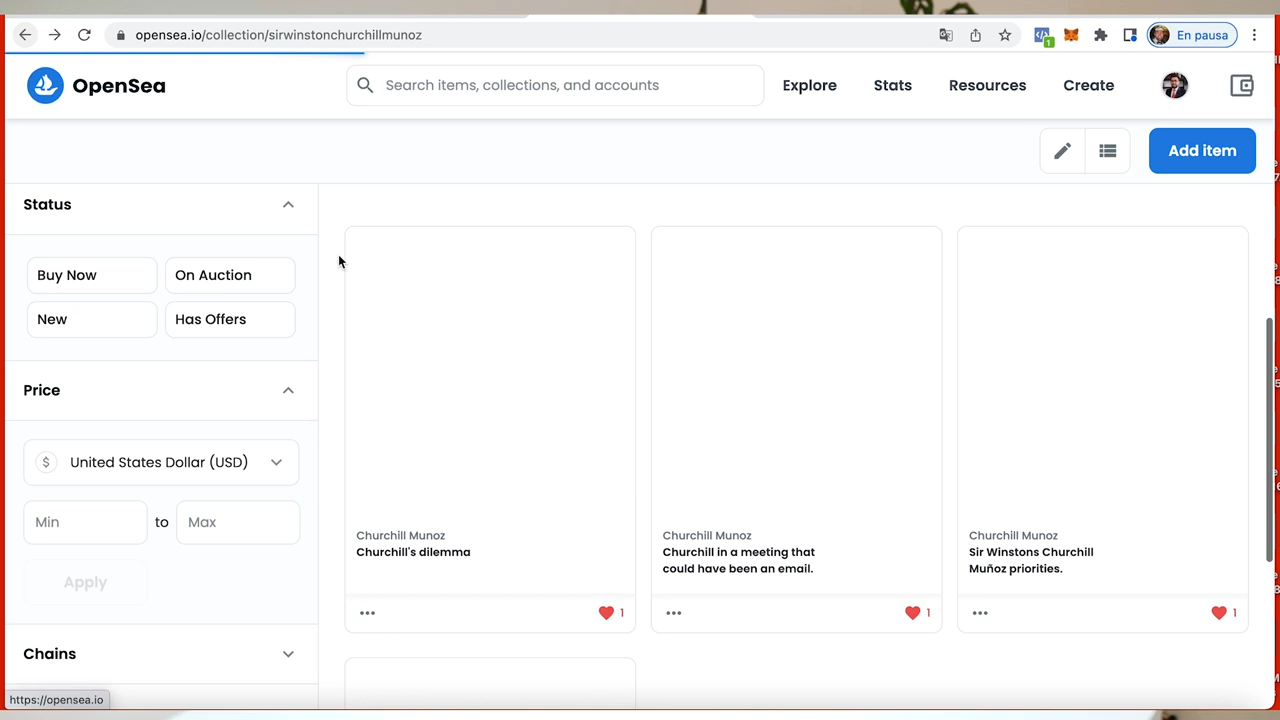 opensea.io/collection/sirwinstonchurchillmunoz
1
En pausa
OpenSea
Search items, collections, and accounts
Explore
Stats
Resources
Create
Add item
Status
Buy Now
On Auction
New
Has Offers
Price
$ United States Dollar (USD)
Min to Max
Apply
Chains
Churchill Munoz
Churchill's dilemma
1
Churchill Munoz
Churchill in a meeting that
could have been an email.
1
Churchill Munoz
Sir Winstons Churchill
Muñoz priorities.
1
https://opensea.io